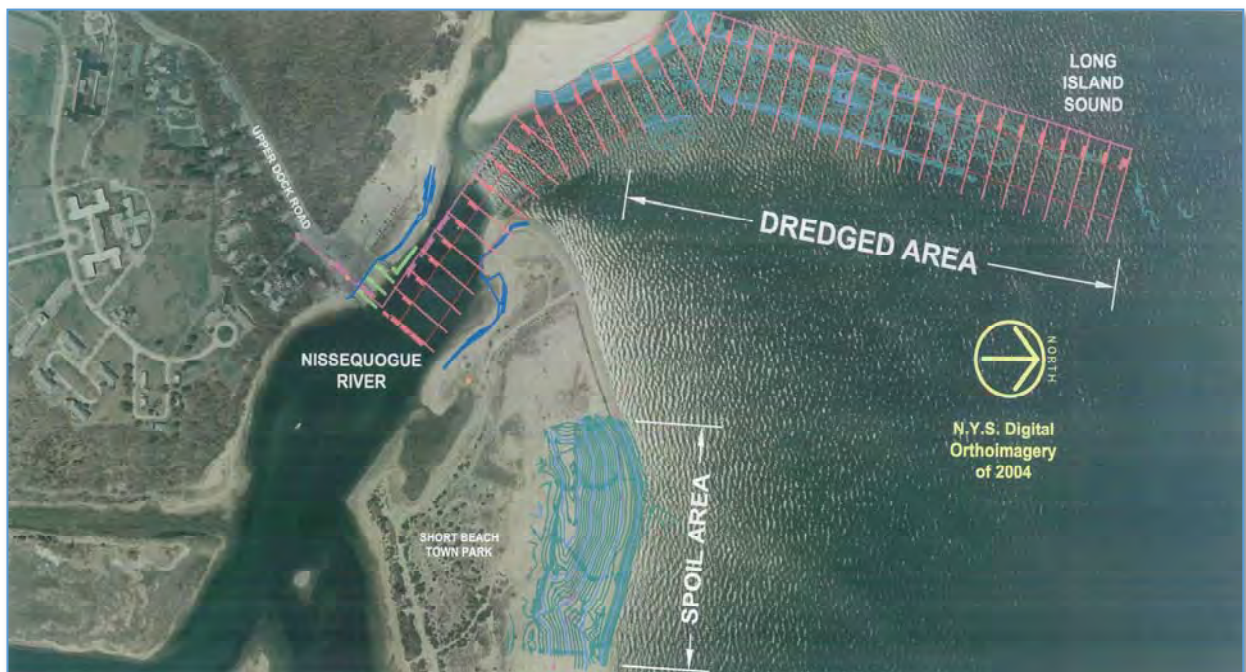 LONG
ISLAND
SOUND
UPPER DOCK ROAD
DREDGED AREA
NORTH
NISSEQUOGUE
RIVER
N.Y.S. Digital
Orthoimagery
of 2004
SHORT BEACH
TOWN PARK
SPOIL AREA